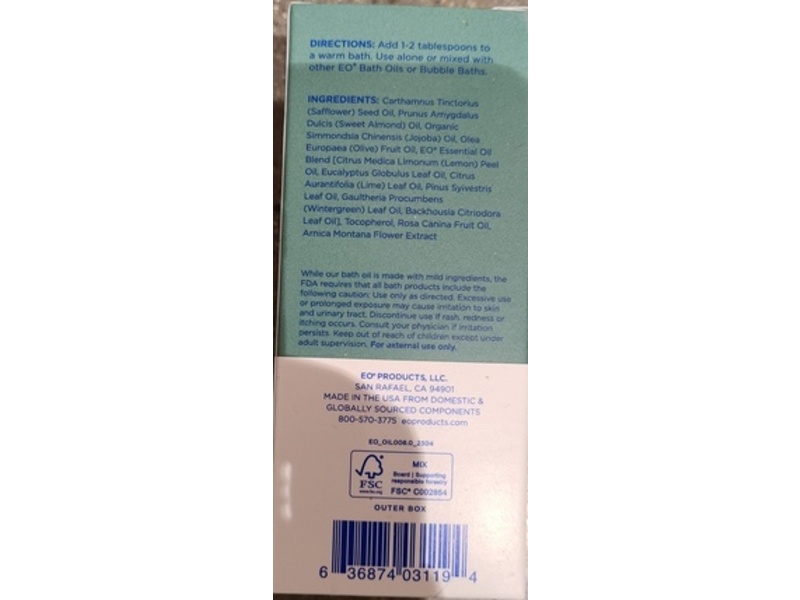 DIRECTIONS: Add 1-2 tablespoons to
a warm bath. Use alone or mixed with
other EO® Bath Oils or Bubble Baths.
INGREDIENTS: Carthamnus Tinctorius
(Safflower) Seed Oil, Prunus Amygdalus
Dulcis (Sweet Almond) Oil, Organic
Simmondsia Chinensis (Jojoba) Oil, Olea
Europaea (Olive) Fruit Oil, EO® Essential Oil
Blend [Citrus Medica Limonum (Lemon) Peel
Oil, Eucalyptus Globulus Leaf Oil, Citrus
Aurantifolia (Lime) Leaf Oil, Pinus Sylvestris
Leaf Oil, Gaultheria Procumbens
(Wintergreen) Leaf Oil, Backhousia Citriodora
Leaf Oil], Tocopherol, Rosa Canina Fruit Oil,
Arnica Montana Flower Extract
While our bath oil is made with mild ingredients, the
FDA requires that all bath products include the
following caution: Use only as directed. Excessive use
or prolonged exposure may cause irritation to skin
and urinary tract. Discontinue use if rash, redness or
itching occurs. Consult your physician if irritation
persists. Keep out of reach of children except under
adult supervision. For external use only.
EO® PRODUCTS, LLC.
SAN RAFAEL, CA 94901
MADE IN THE USA FROM DOMESTIC &
GLOBALLY SOURCED COMPONENTS
800-570-3775 eoproducts.com
EO_OIL006.0_2304
FSC
www.fsc.org
MIX
Board | Supporting
responsible forestry
FSC® C002854
OUTER BOX
6 36874 03119 4